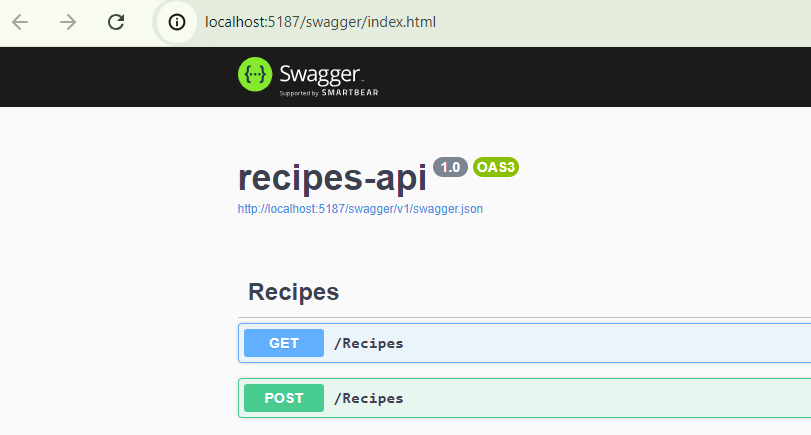 localhost:5187/swagger/index.html
{···} Swagger
Supported by SMARTBEAR
recipes-api 1.0 OAS3
http://localhost:5187/swagger/v1/swagger.json
Recipes
GET /Recipes
POST /Recipes